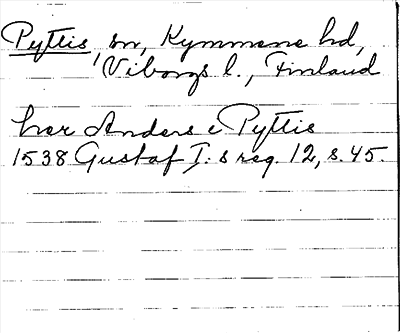 Pyttis, sn, Kymmene hd,
Viborgs l., Finland
her Anders i Pyttis
1538 Gustaf I:s reg. 12, s. 45.